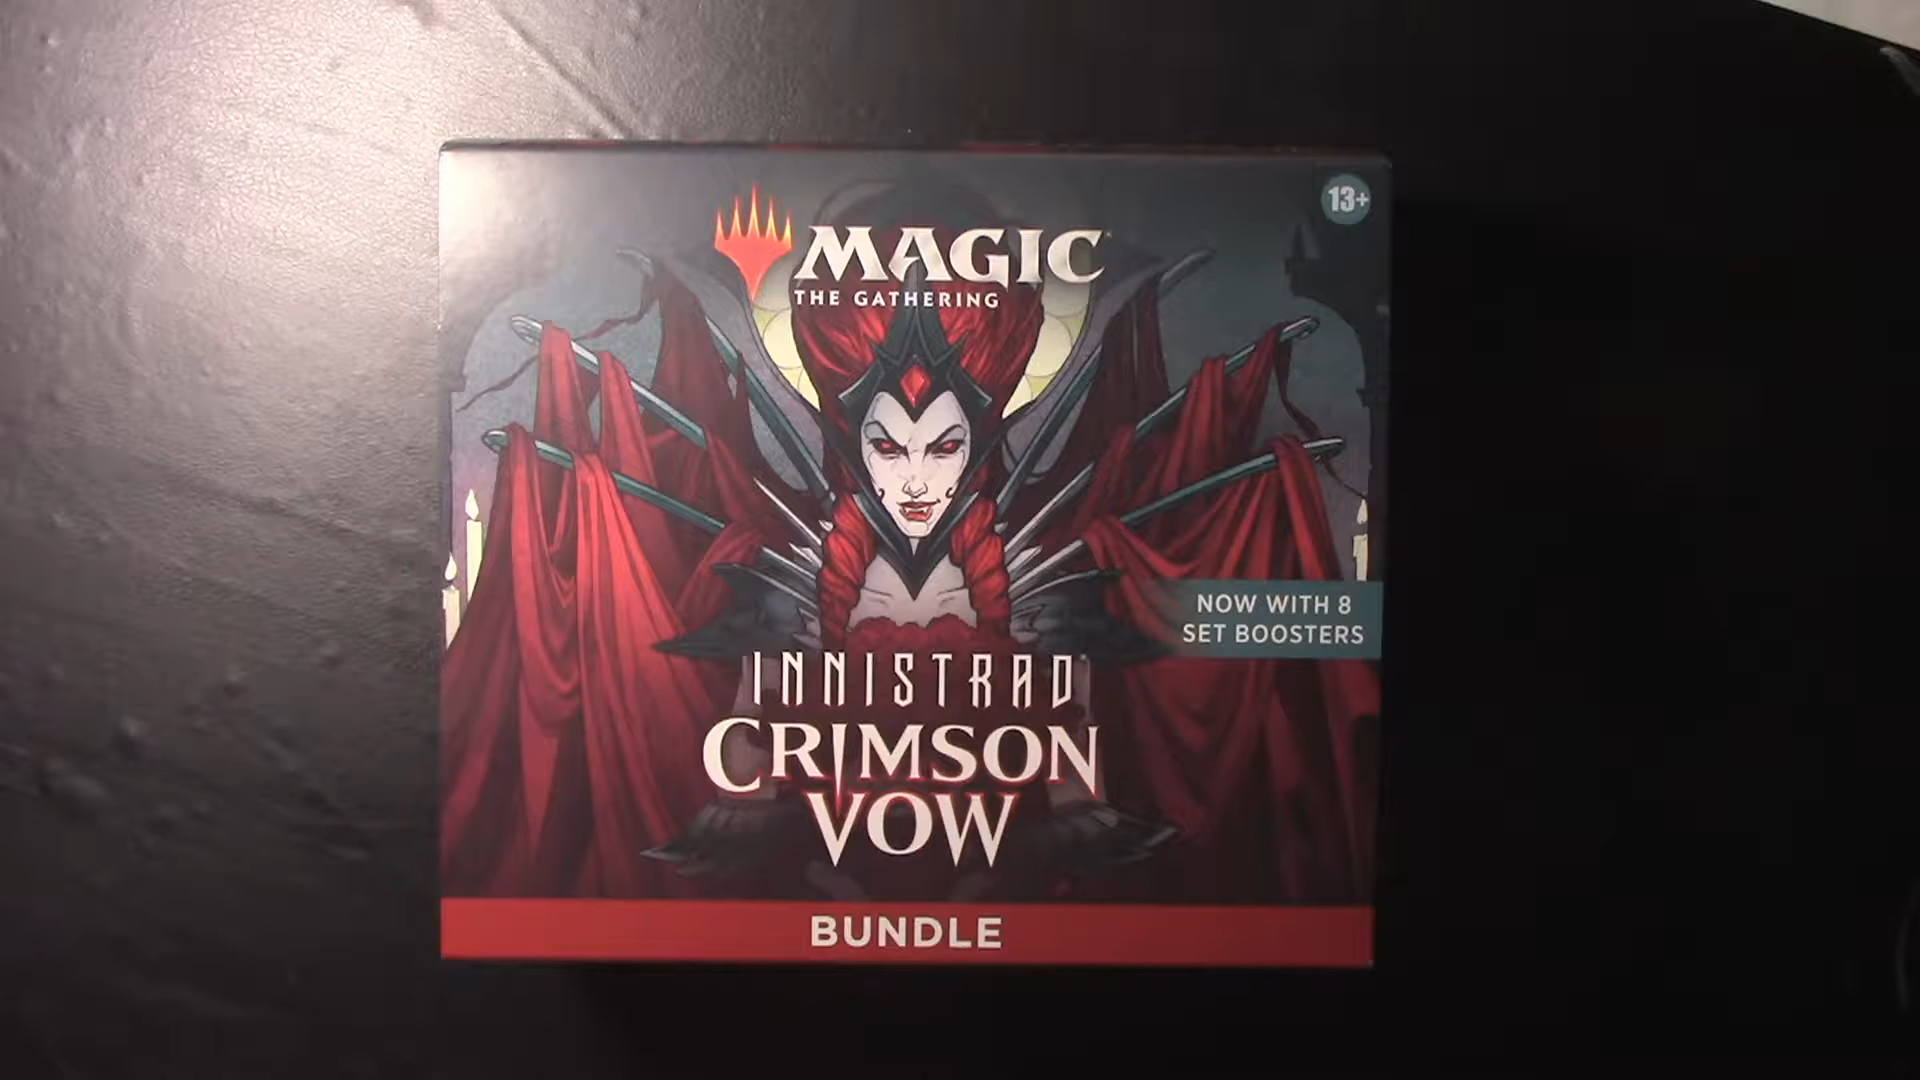 13+
MAGIC
THE GATHERING
NOW WITH 8
SET BOOSTERS
INNISTRAD
CRIMSON
VOW
BUNDLE